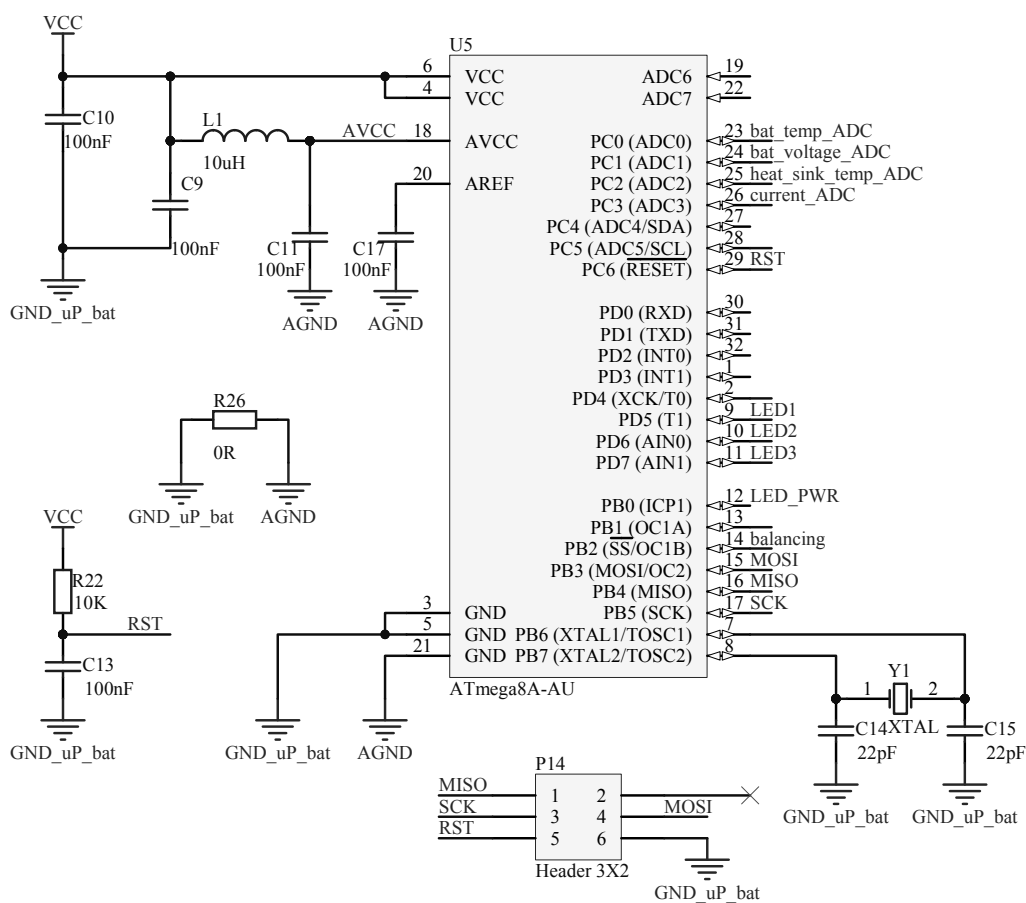 VCC
C10
100nF
C9
100nF
GND_uP_bat
L1
10uH
AVCC
C11
100nF
AGND
C17
100nF
AGND
R26
0R
GND_uP_bat
AGND
VCC
R22
10K
RST
C13
100nF
GND_uP_bat
GND_uP_bat
AGND
U5
6 VCC
4 VCC
18 AVCC
20 AREF
3 GND
5 GND
21 GND
ADC6 19
ADC7 22
PC0 (ADC0) 23 bat_temp_ADC
PC1 (ADC1) 24 bat_voltage_ADC
PC2 (ADC2) 25 heat_sink_temp_ADC
PC3 (ADC3) 26 current_ADC
PC4 (ADC4/SDA) 27
PC5 (ADC5/SCL) 28
PC6 (RESET) 29 RST
PD0 (RXD) 30
PD1 (TXD) 31
PD2 (INT0) 32
PD3 (INT1) 1
PD4 (XCK/T0) 2
PD5 (T1) 9 LED1
PD6 (AIN0) 10 LED2
PD7 (AIN1) 11 LED3
PB0 (ICP1) 12 LED_PWR
PB1 (OC1A) 13
PB2 (SS/OC1B) 14 balancing
PB3 (MOSI/OC2) 15 MOSI
PB4 (MISO) 16 MISO
PB5 (SCK) 17 SCK
PB6 (XTAL1/TOSC1) 7
PB7 (XTAL2/TOSC2) 8
ATmega8A-AU
Y1
1 2
XTAL
C14
22pF
C15
22pF
GND_uP_bat
GND_uP_bat
P14
MISO 1 2
SCK 3 4 MOSI
RST 5 6
Header 3X2
GND_uP_bat